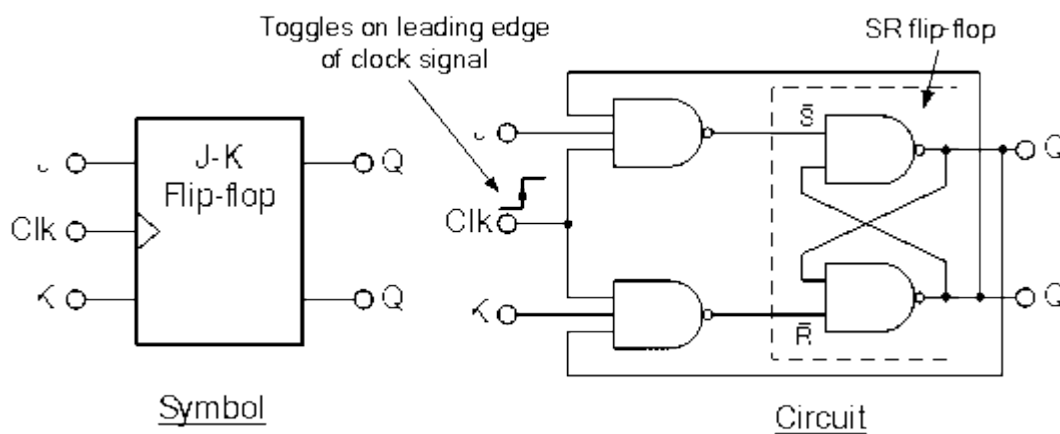 Toggles on leading edge
of clock signal
SR flip-flop
J-K
Flip-flop
Q
Clk
K
Q
Symbol
S̅
Q
Clk
K
R̅
Q
Circuit